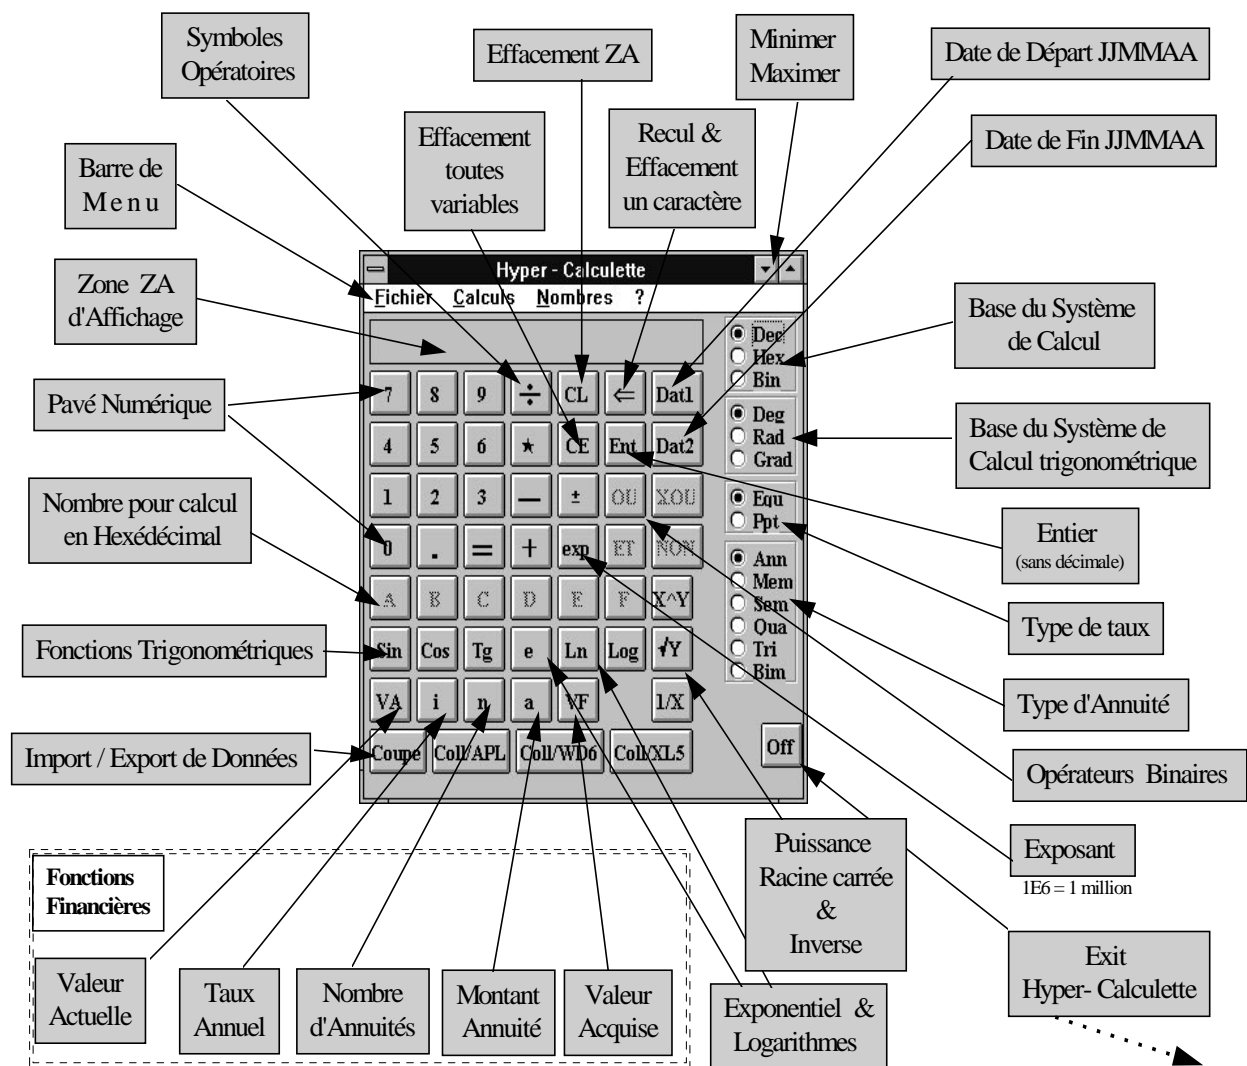 Symboles
Opératoires
Effacement ZA
Minimer
Maximer
Date de Départ JJMMAA
Effacement
toutes
variables
Recul &
Effacement
un caractère
Date de Fin JJMMAA
Barre de
Menu
Zone ZA
d'Affichage
Hyper - Calculette
Fichier Calculs Nombres ?
Base du Système
de Calcul
Dec
Hex
Bin
Pavé Numérique
7 8 9 ÷ CL ⇐ Dat1
Deg
Rad
Grad
Base du Système de
Calcul trigonométrique
4 5 6 * CE Ent Dat2
Nombre pour calcul
en Hexédécimal
1 2 3 — ± OU XOU
Equ
Ppt
Entier
(sans décimale)
0 . = + exp ET NON
Ann
Mem
Sem
Qua
Tri
Bim
A B C D E F X^Y
Type de taux
Fonctions Trigonométriques
Sin Cos Tg e Ln Log √Y
Type d'Annuité
VA i n a VF 1/X
Import / Export de Données
Coupe Coll/APL Coll/WD6 Coll/XL5
Off
Opérateurs Binaires
Puissance
Racine carrée
&
Inverse
Exposant
1E6 = 1 million
Fonctions
Financières
Valeur
Actuelle
Taux
Annuel
Nombre
d'Annuités
Montant
Annuité
Valeur
Acquise
Exponentiel &
Logarithmes
Exit
Hyper- Calculette